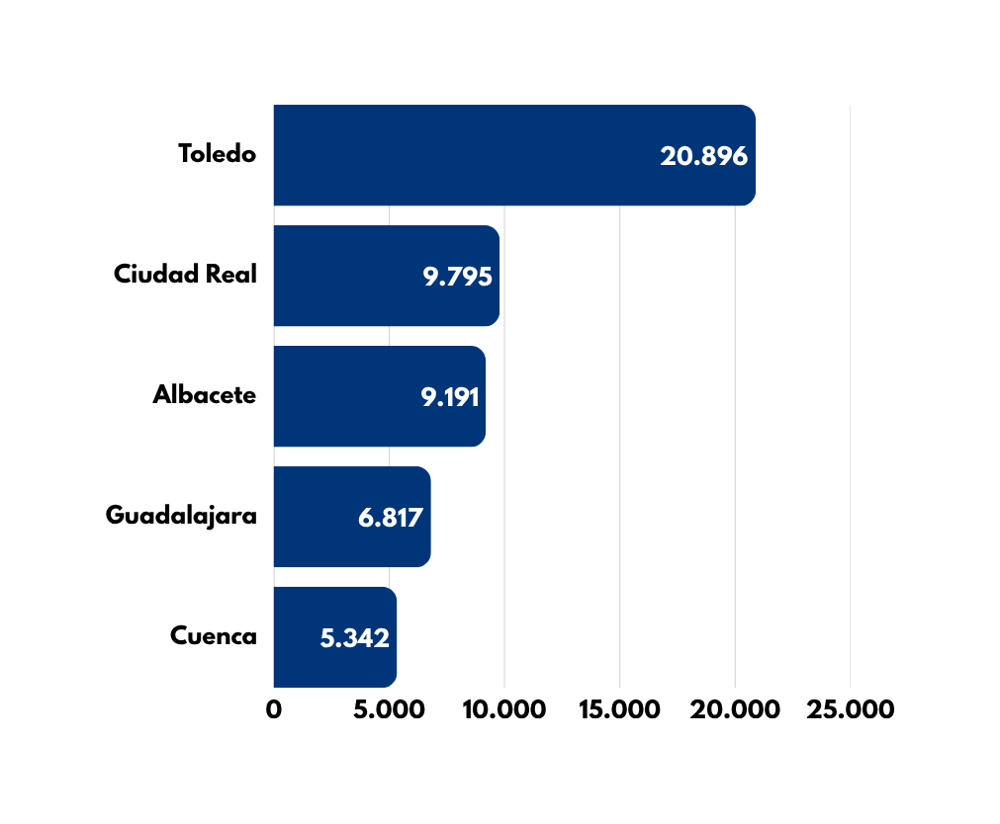 Toledo 20.896
Ciudad Real 9.795
Albacete 9.191
Guadalajara 6.817
Cuenca 5.342
0 5.000 10.000 15.000 20.000 25.000